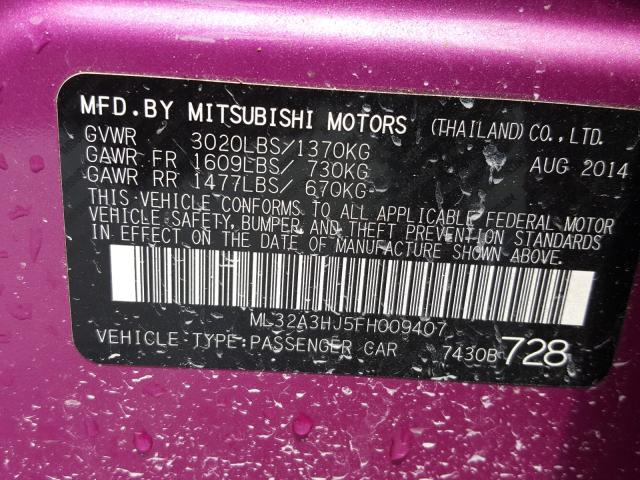 MFD.BY MITSUBISHI MOTORS (THAILAND) CO., LTD.
GVWR 3020LBS/1370KG AUG 2014
GAWR FR 1609LBS/ 730KG
GAWR RR 1477LBS/ 670KG
THIS VEHICLE CONFORMS TO ALL APPLICABLE FEDERAL MOTOR
VEHICLE SAFETY, BUMPER, AND THEFT PREVENTION STANDARDS
IN EFFECT ON THE DATE OF MANUFACTURE SHOWN ABOVE.
ML32A3HJ5FH009407
VEHICLE TYPE:PASSENGER CAR 7430B 728